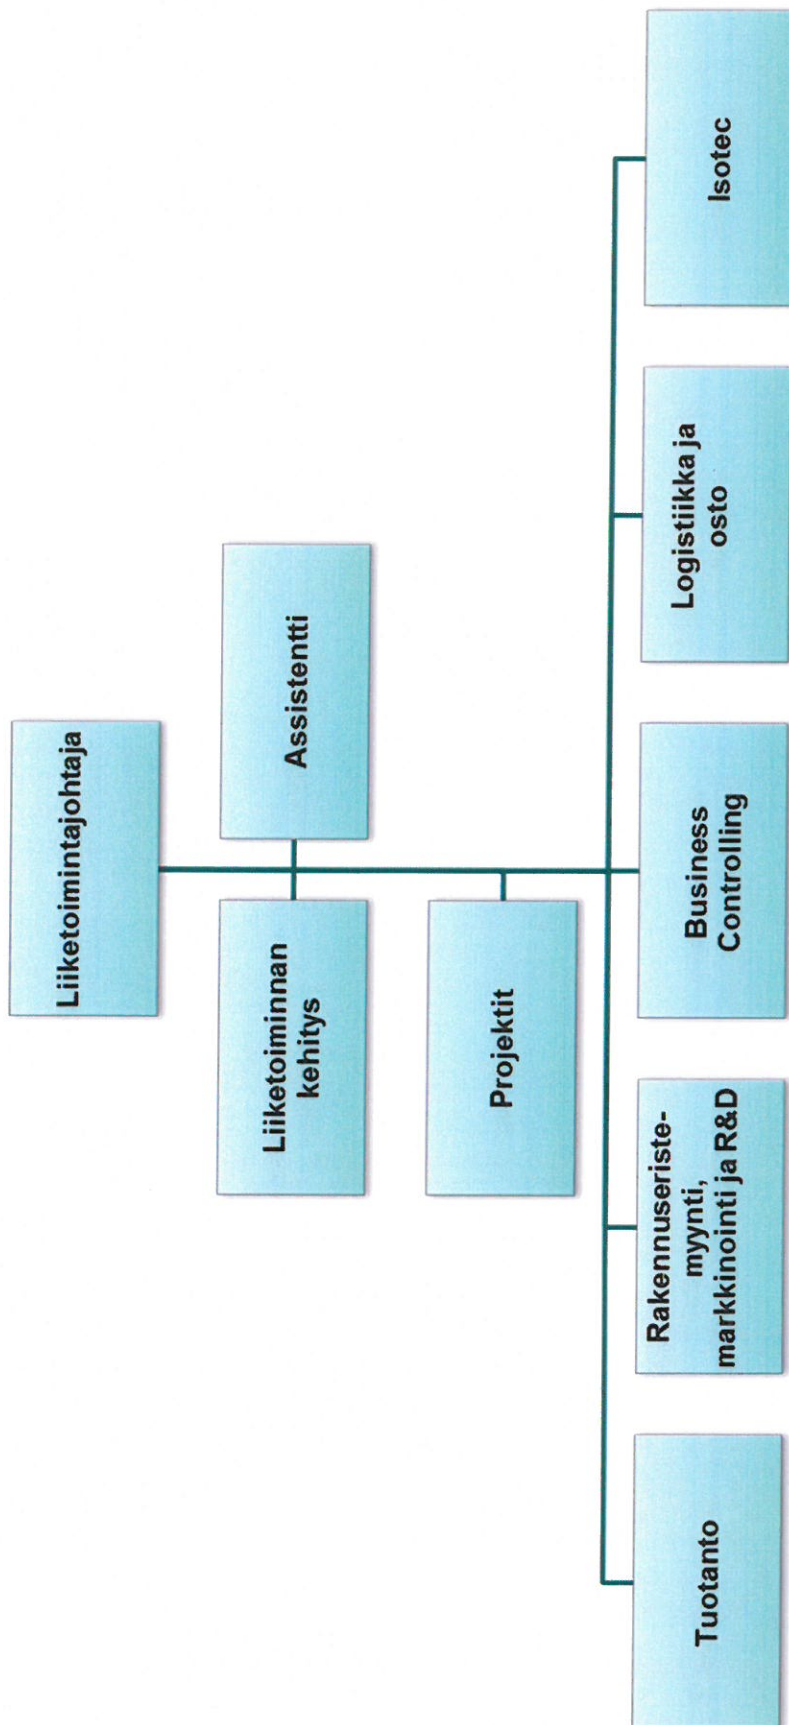 Liiketoimintajohtaja
Liiketoiminnan
kehitys
Assistentti
Projektit
Tuotanto
Rakennuseriste-
myynti,
markkinointi ja R&D
Business
Controlling
Logistiikka ja
osto
Isotec